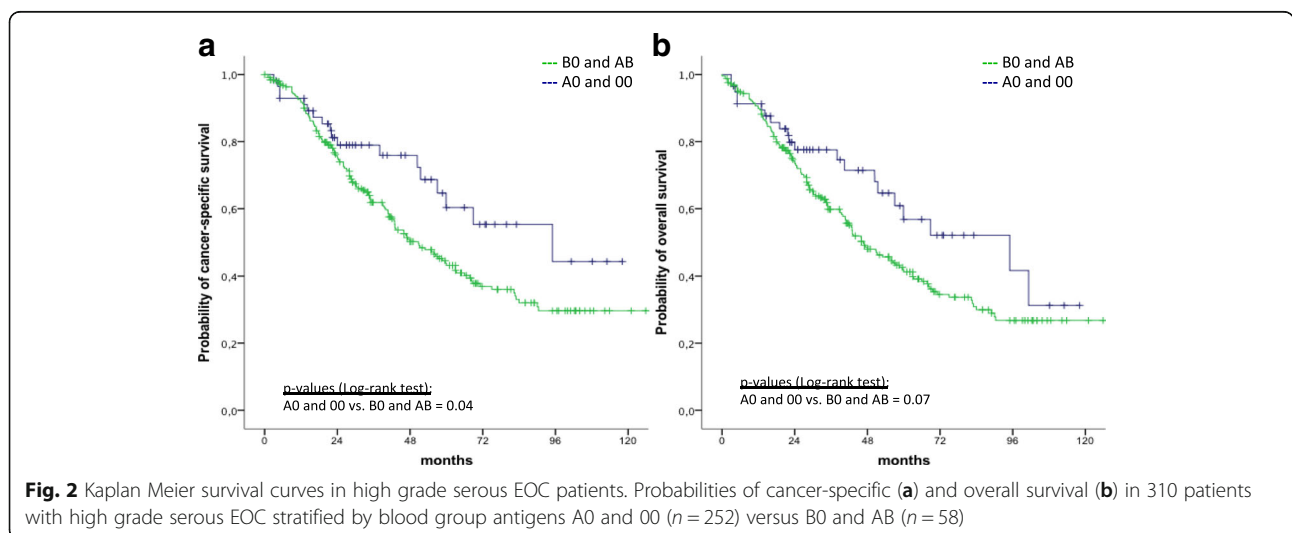 a
B0 and AB
A0 and 00
Probability of cancer-specific survival
1,0
0,8
0,6
0,4
0,2
0,0
p-values (Log-rank test):
A0 and 00 vs. B0 and AB = 0.04
0 24 48 72 96 120
months
b
B0 and AB
A0 and 00
Probability of overall survival
1,0
0,8
0,6
0,4
0,2
0,0
p-values (Log-rank test):
A0 and 00 vs. B0 and AB = 0.07
0 24 48 72 96 120
months
Fig. 2 Kaplan Meier survival curves in high grade serous EOC patients. Probabilities of cancer-specific (a) and overall survival (b) in 310 patients
with high grade serous EOC stratified by blood group antigens A0 and 00 (n = 252) versus B0 and AB (n = 58)